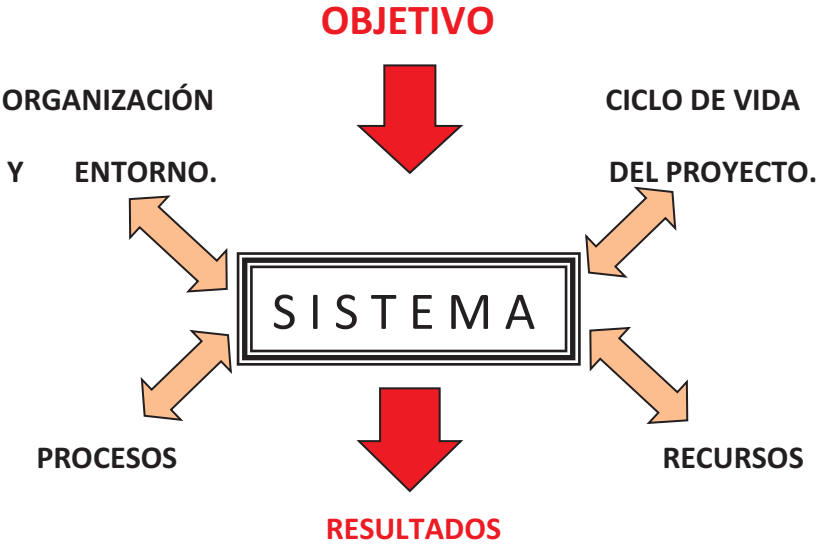 OBJETIVO
ORGANIZACIÓN
Y ENTORNO.
CICLO DE VIDA
DEL PROYECTO.
SISTEMA
PROCESOS
RECURSOS
RESULTADOS